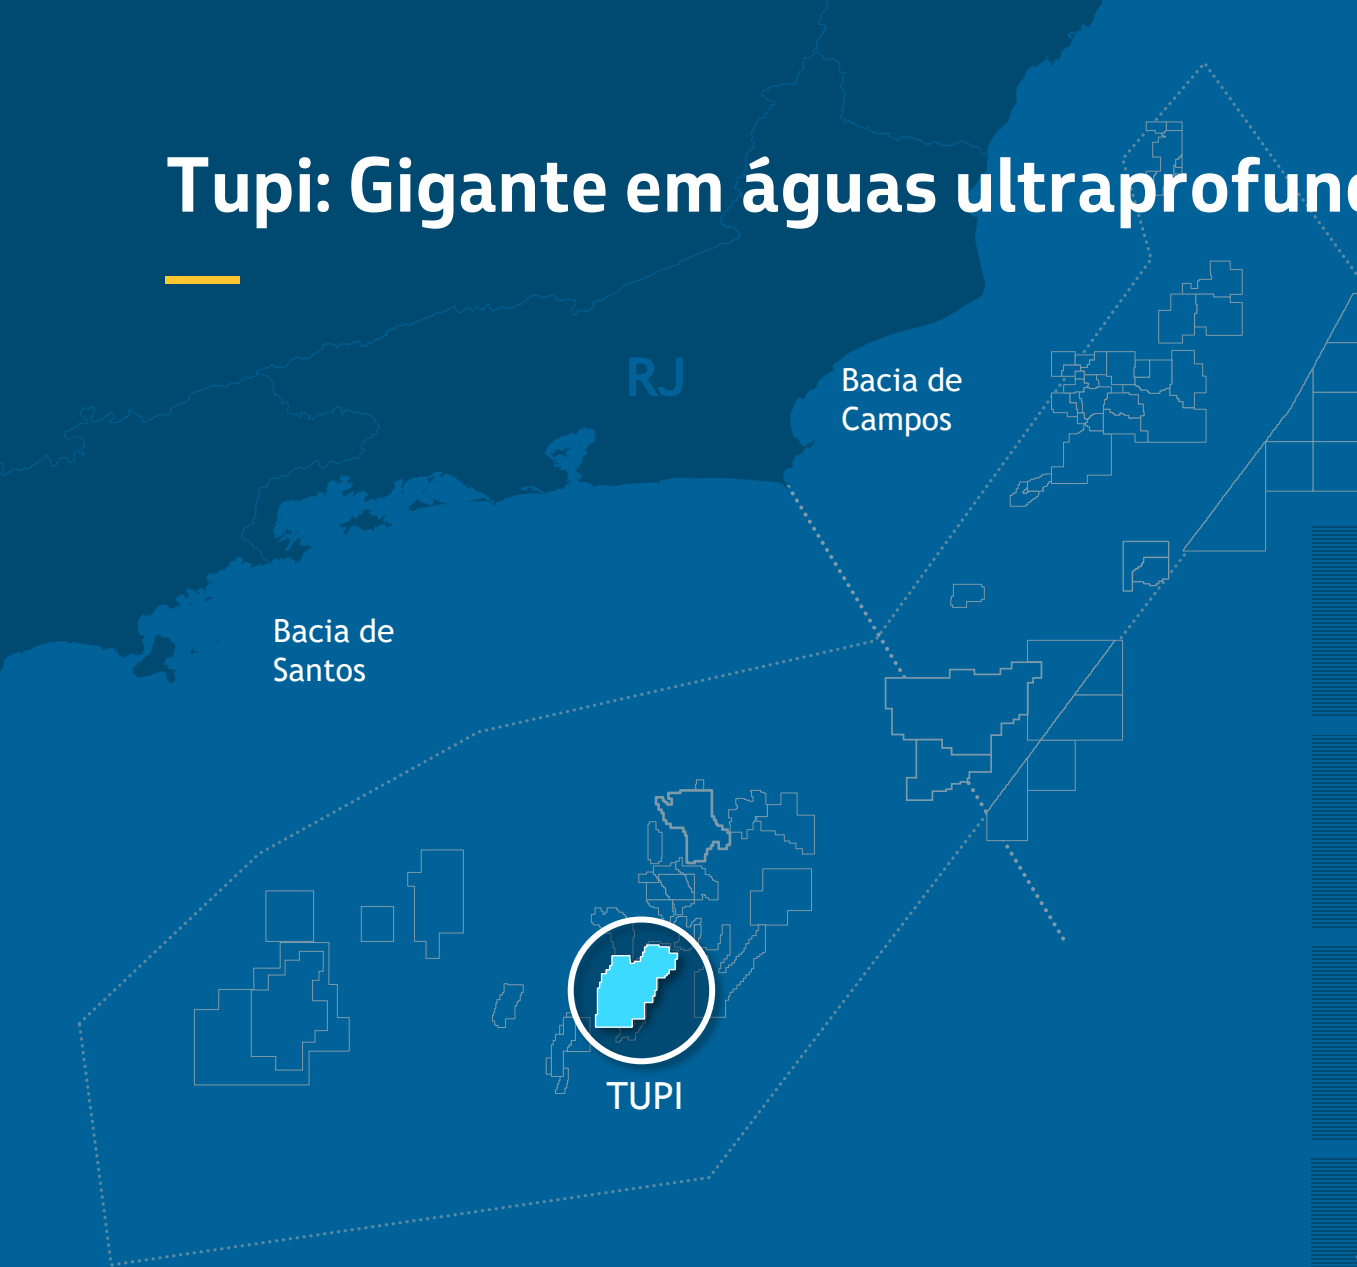 Tupi: Gigante em águas ultraprofun
RJ
Bacia de
Campos
Bacia de
Santos
TUPI